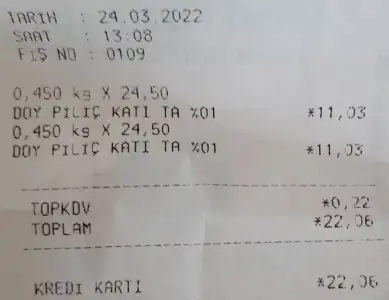 TARIH : 24.03.2022
SAAT : 13:08
FIŞ NO : 0109
0,450 kg X 24,50
DOY PILIÇ KATI TA %01 *11,03
0,450 kg X 24,50
DOY PILIÇ KATI TA %01 *11,03
TOPKDV *0,22
TOPLAM *22,06
KREDI KARTI *22,06